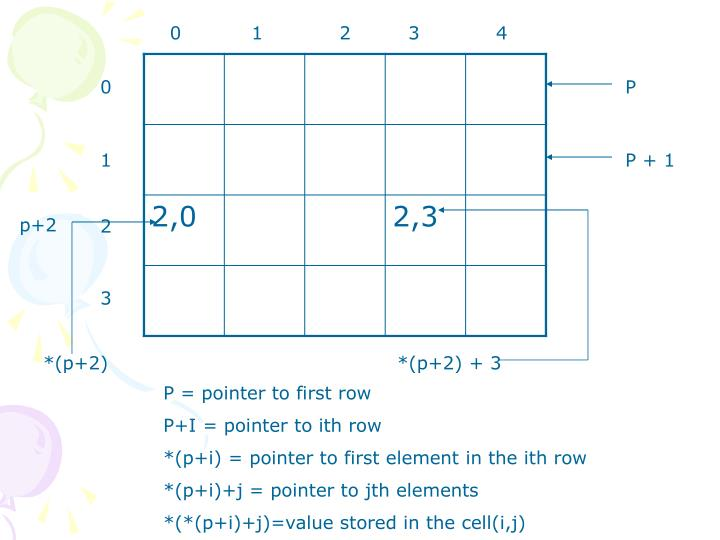 0 1 2 3 4
0 P
1 P + 1
2,0 2,3
p+2 2
3
*(p+2) *(p+2) + 3
P = pointer to first row
P+I = pointer to ith row
*(p+i) = pointer to first element in the ith row
*(p+i)+j = pointer to jth elements
*(*(p+i)+j)=value stored in the cell(i,j)